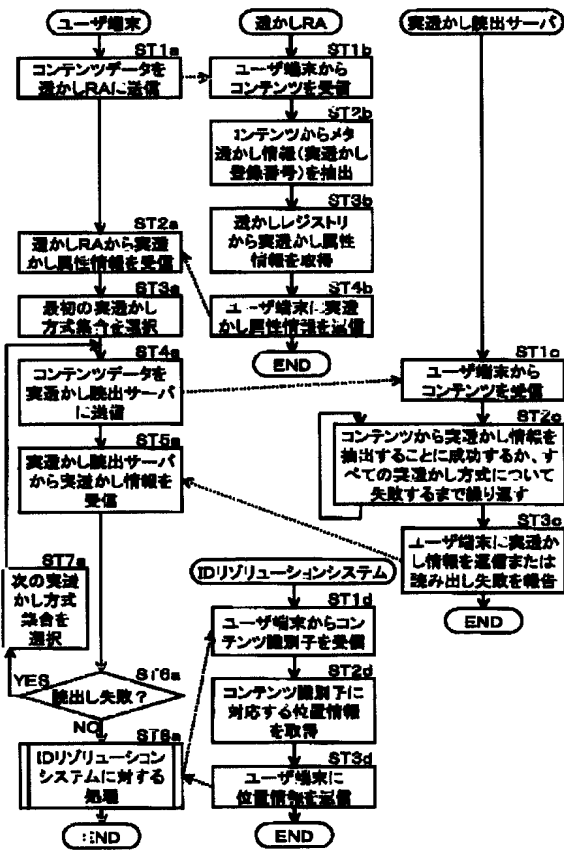 ユーザ端末
ST1a
コンテンツデータを
透かしRAに送信
ST2a
透かしRAから実透
かし属性情報を受信
ST3a
最初の実透かし
方式集合を選択
ST4a
コンテンツデータを
実透かし読出サーバ
に送信
ST5a
実透かし読出サーバ
から実透かし情報を
受信
ST7a
次の実透
かし方式
集合を
選択
ST6a
読出し失敗？
YES
NO
ST8a
IDリゾリューション
システムに対する
処理
END
透かしRA
ST1b
ユーザ端末から
コンテンツを受信
ST2b
コンテンツからメタ
透かし情報(実透かし
登録番号)を抽出
ST3b
透かしレジストリ
から実透かし属性
情報を取得
ST4b
ユーザ端末に実透
かし属性情報を返信
END
IDリゾリューションシステム
ST1d
ユーザ端末からコン
テンツ識別子を受信
ST2d
コンテンツ識別子に
対応する位置情報
を取得
ST3d
ユーザ端末に
位置情報を返信
END
実透かし読出サーバ
ST1c
ユーザ端末から
コンテンツを受信
ST2c
コンテンツから実透かし情報を
抽出することに成功するか、す
べての実透かし方式について
失敗するまで繰り返す
ST3c
ユーザ端末に実透か
し情報を返信または
読み出し失敗を報告
END